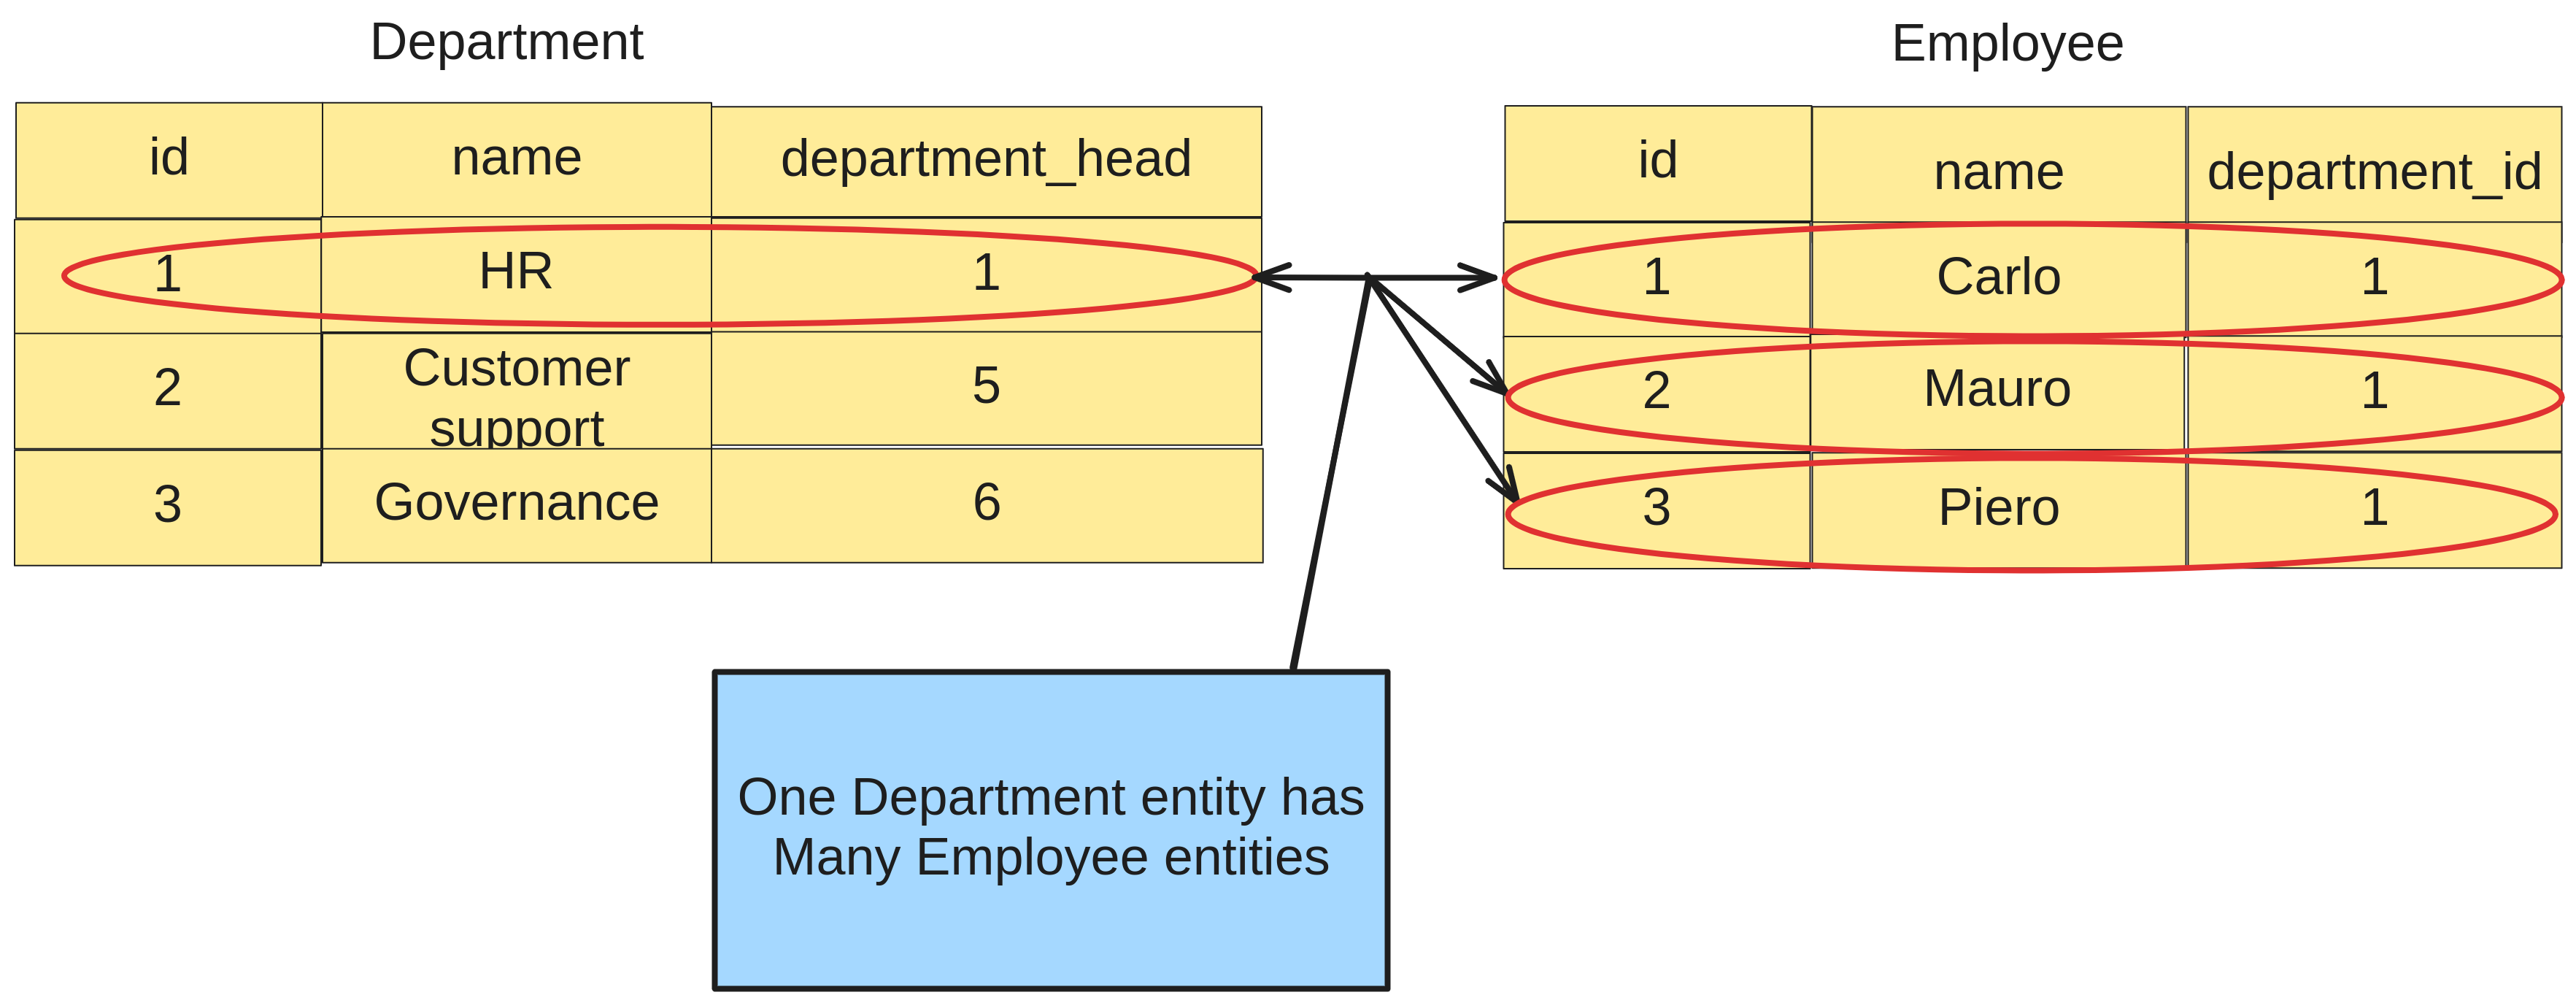 Department
id name department_head
1 HR 1
2 Customer support 5
3 Governance 6
Employee
id name department_id
1 Carlo 1
2 Mauro 1
3 Piero 1
One Department entity has
Many Employee entities